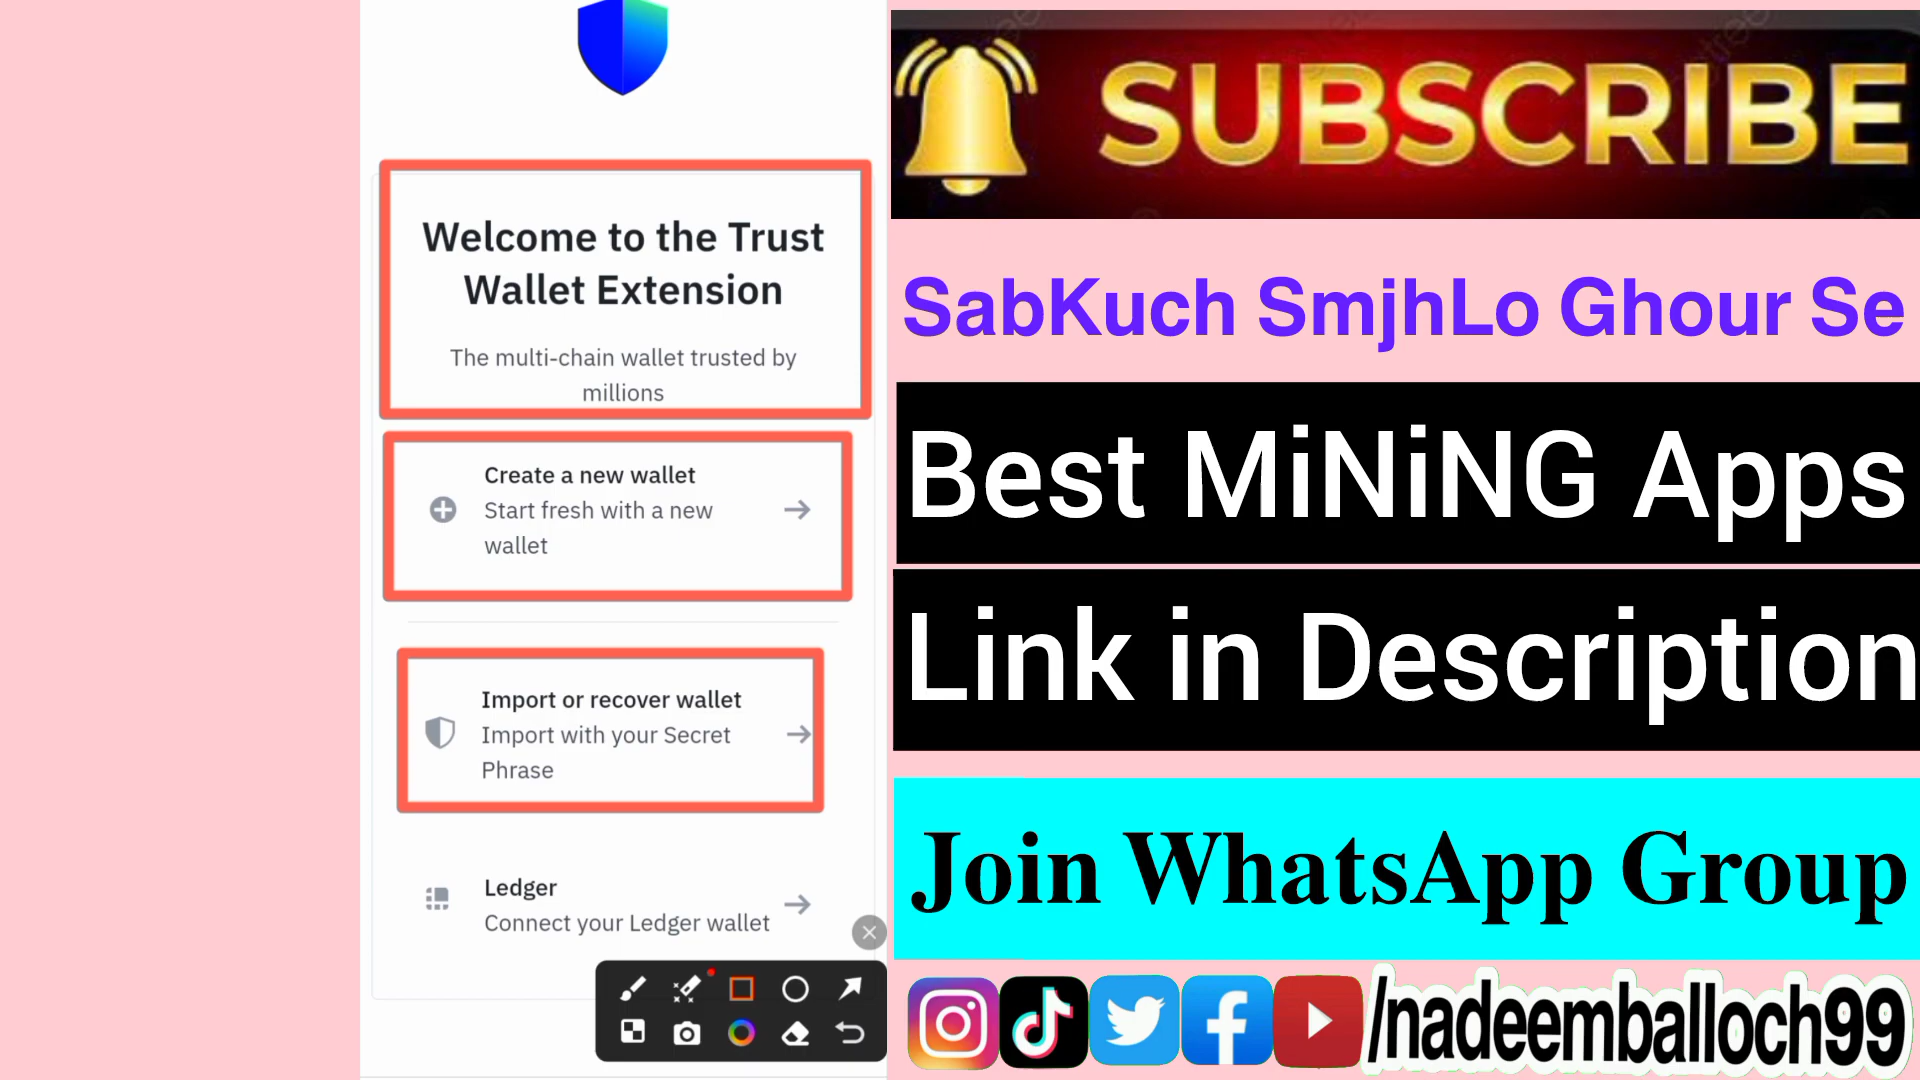 Welcome to the Trust
Wallet Extension
The multi-chain wallet trusted by
millions
Create a new wallet
Start fresh with a new
wallet
Import or recover wallet
Import with your Secret
Phrase
Ledger
Connect your Ledger wallet
SUBSCRIBE
SabKuch SmjhLo Ghour Se
Best MiNiNG Apps
Link in Description
Join WhatsApp Group
/nadeemballoch99